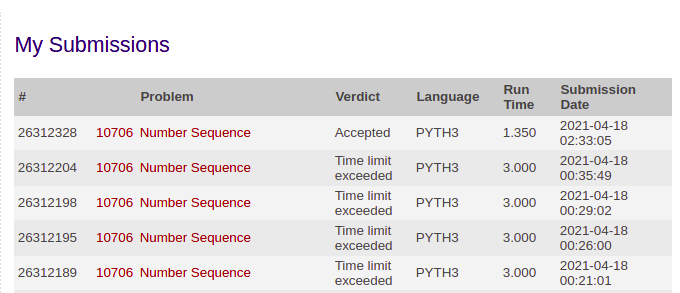 My Submissions
# Problem Verdict Language Run Time Submission Date
26312328 10706 Number Sequence Accepted PYTH3 1.350 2021-04-18 02:33:05
26312204 10706 Number Sequence Time limit exceeded PYTH3 3.000 2021-04-18 00:35:49
26312198 10706 Number Sequence Time limit exceeded PYTH3 3.000 2021-04-18 00:29:02
26312195 10706 Number Sequence Time limit exceeded PYTH3 3.000 2021-04-18 00:26:00
26312189 10706 Number Sequence Time limit exceeded PYTH3 3.000 2021-04-18 00:21:01